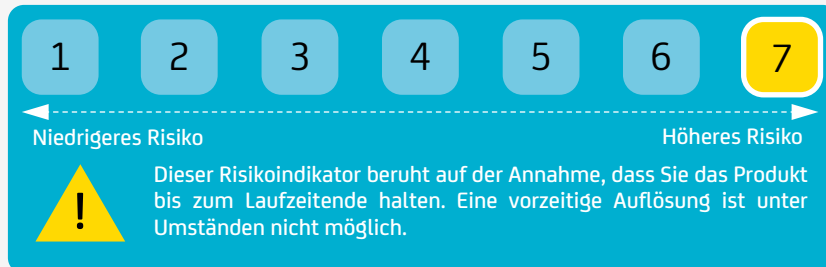 1 2 3 4 5 6 7
Niedrigeres Risiko Höheres Risiko
Dieser Risikoindikator beruht auf der Annahme, dass Sie das Produkt
bis zum Laufzeitende halten. Eine vorzeitige Auflösung ist unter
Umständen nicht möglich.
!